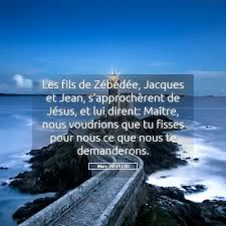 Les fils de Zébédée, Jacques
et Jean, s'approchèrent de
Jésus, et lui dirent: Maître,
nous voudrions que tu fisses
pour nous ce que nous te
demanderons.